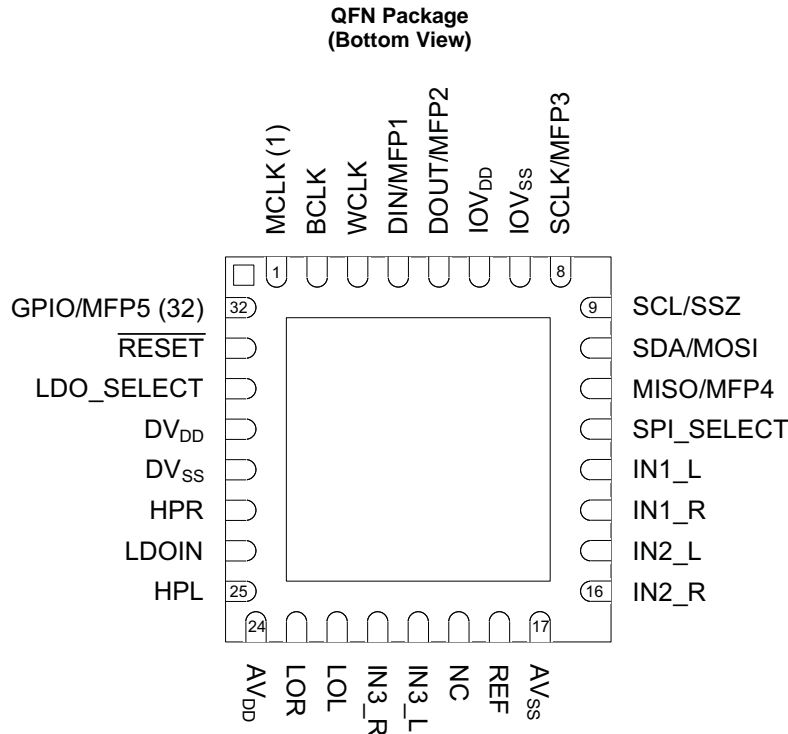 QFN Package
(Bottom View)
MCLK (1)
BCLK
WCLK
DIN/MFP1
DOUT/MFP2
IOVDD
IOVSS
SCLK/MFP3
1
8
GPIO/MFP5 (32)
32
9
SCL/SSZ
RESET
SDA/MOSI
LDO_SELECT
MISO/MFP4
DVDD
SPI_SELECT
DVSS
IN1_L
HPR
IN1_R
LDOIN
IN2_L
HPL
25
16
IN2_R
24
17
AVDD
LOR
LOL
IN3_R
IN3_L
NC
REF
AVSS